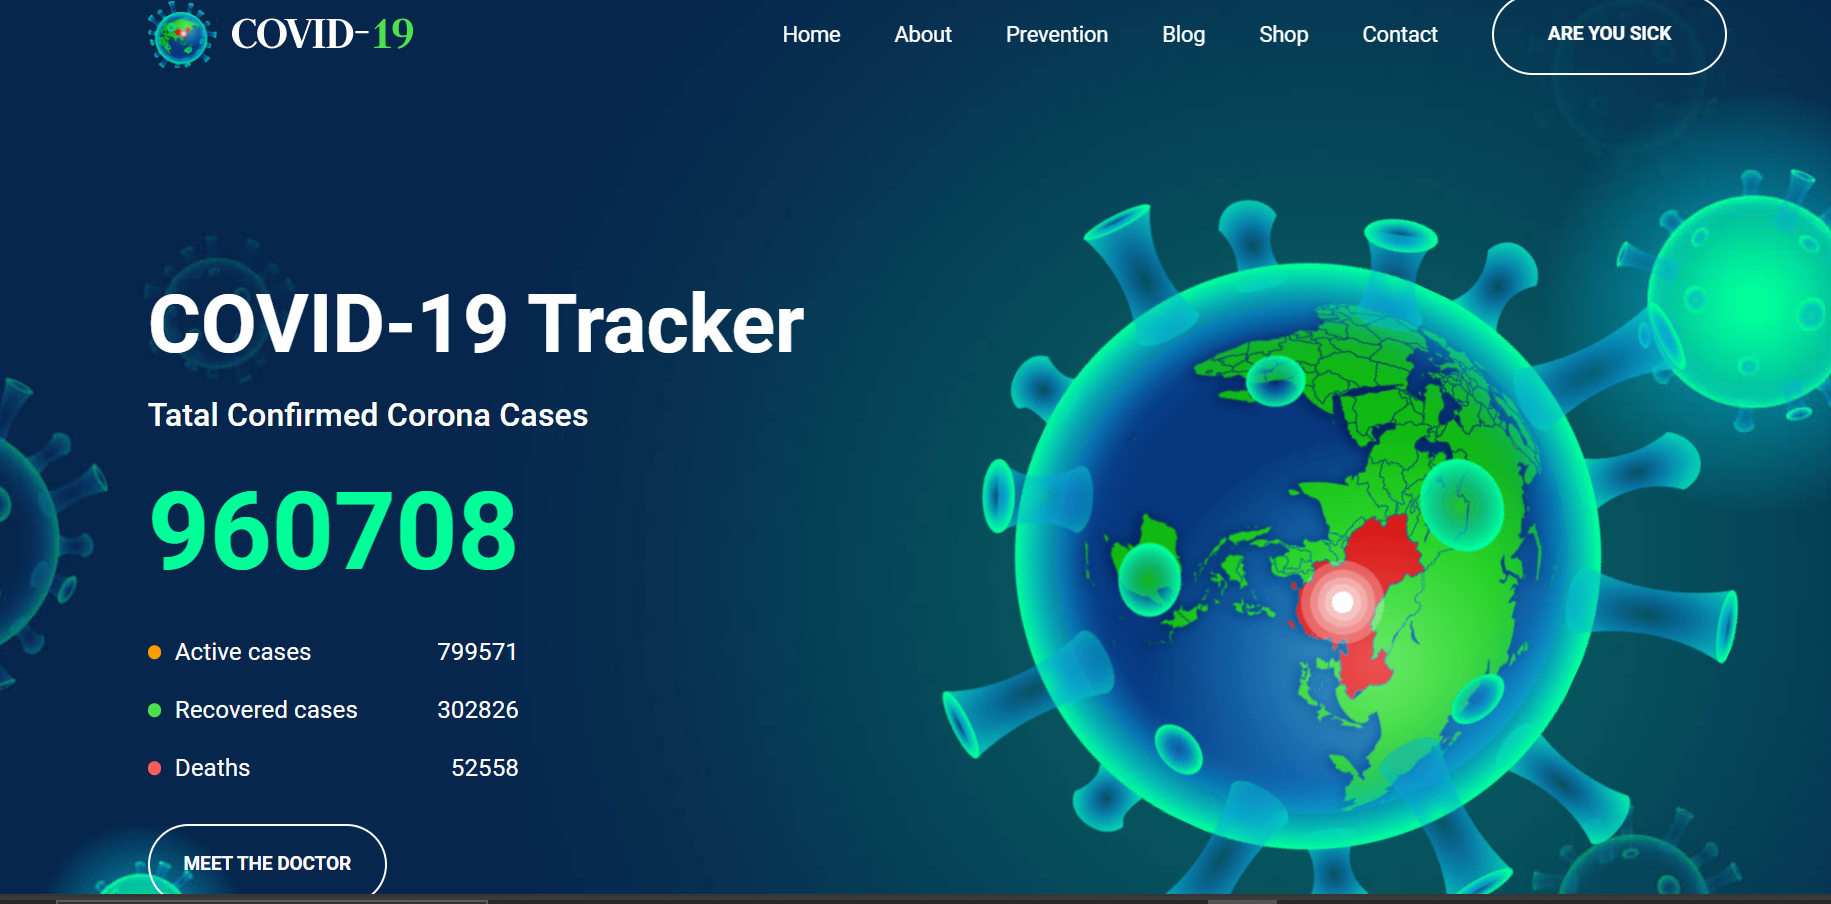 COVID-19
Home About Prevention Blog Shop Contact ARE YOU SICK
COVID-19 Tracker
Tatal Confirmed Corona Cases
960708
Active cases 799571
Recovered cases 302826
Deaths 52558
MEET THE DOCTOR